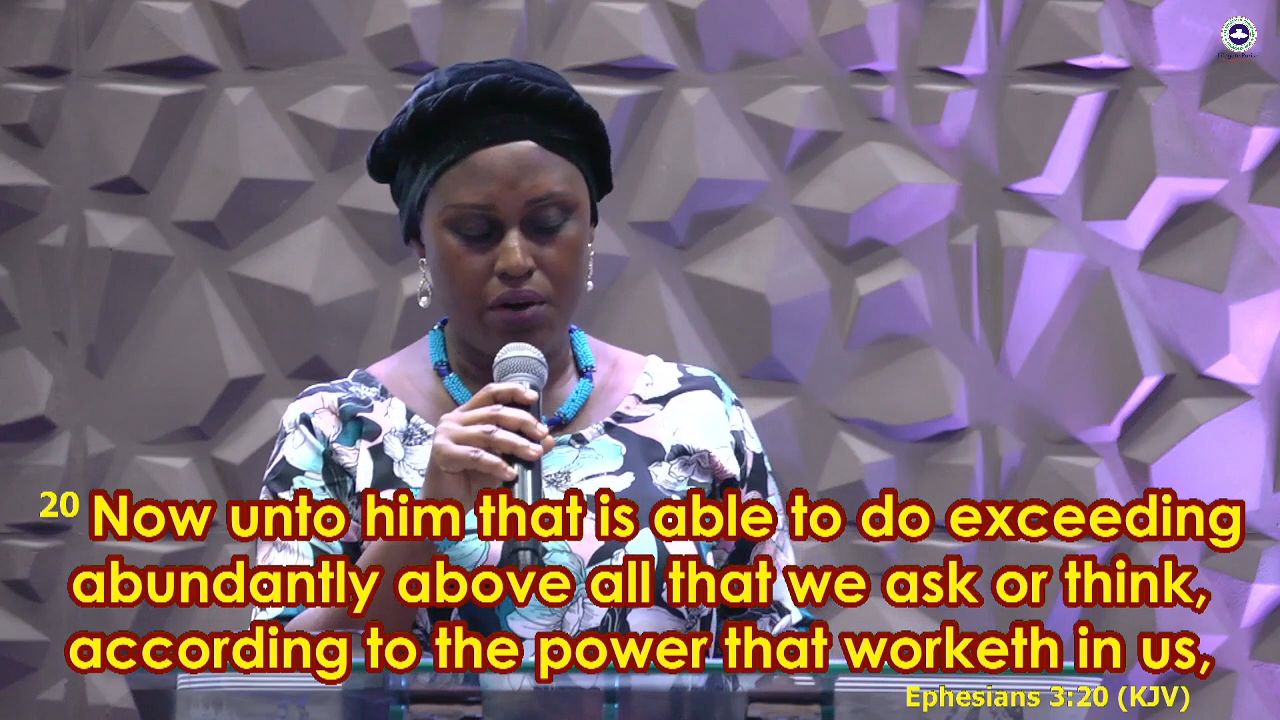 20 Now unto him that is able to do exceeding
abundantly above all that we ask or think,
according to the power that worketh in us,
Ephesians 3:20 (KJV)